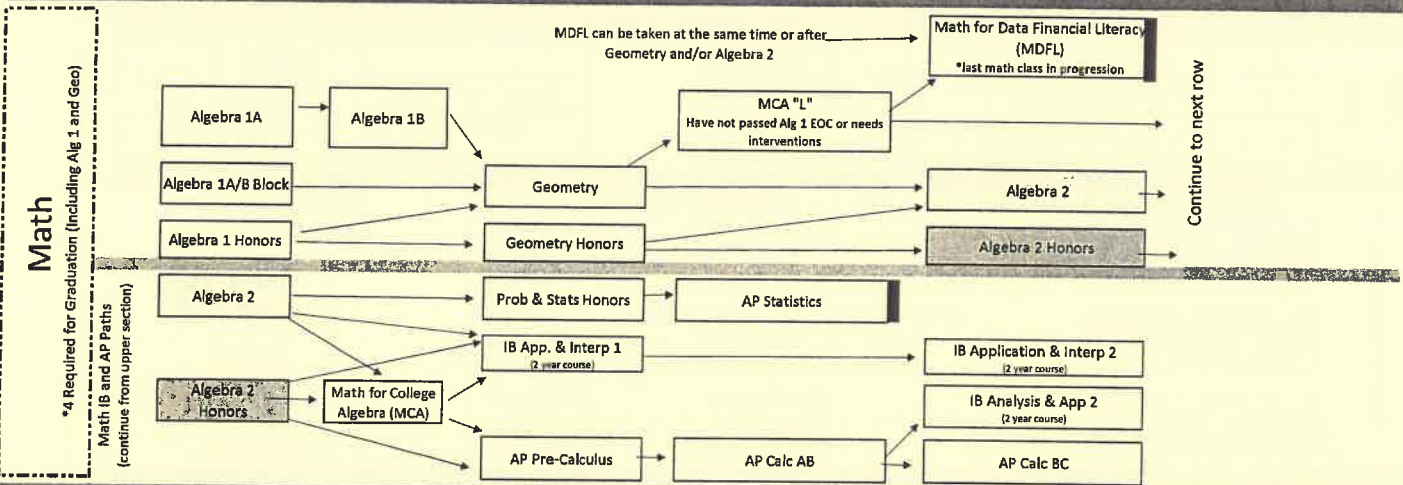 Math
*4 Required for Graduation (Including Alg 1 and Geo)
MDFL can be taken at the same time or after
Geometry and/or Algebra 2
Math for Data Financial Literacy
(MDFL)
*last math class in progression
Algebra 1A
Algebra 1B
MCA "L"
Have not passed Alg 1 EOC or needs
interventions
Algebra 1A/B Block
Geometry
Algebra 2
Algebra 1 Honors
Geometry Honors
Algebra 2 Honors
Continue to next row
Math IB and AP Paths
(continue from upper section)
Algebra 2
Prob & Stats Honors
AP Statistics
IB App. & Interp 1
(2 year course)
IB Application & Interp 2
(2 year course)
Algebra 2
Honors
Math for College
Algebra (MCA)
IB Analysis & App 2
(2 year course)
AP Pre-Calculus
AP Calc AB
AP Calc BC